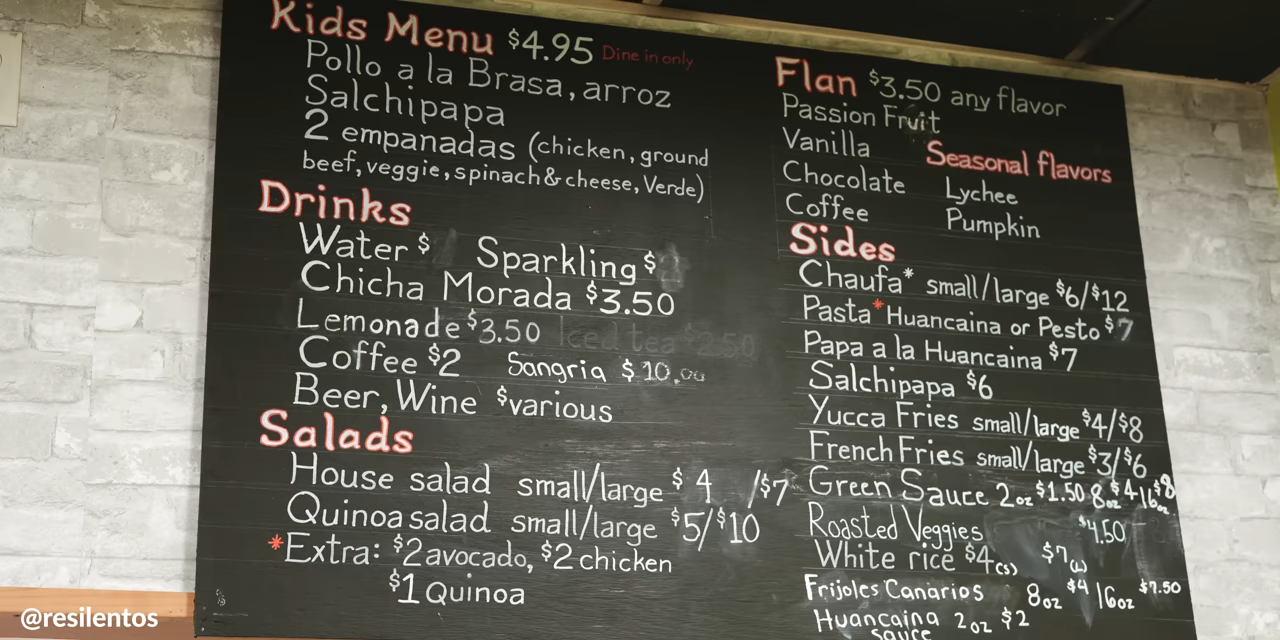 Kids Menu $4.95 Dine in only
Pollo a la Brasa, arroz
Salchipapa
2 empanadas (chicken, ground
beef, veggie, spinach & cheese, Verde)
Drinks
Water $ Sparkling $
Chicha Morada $3.50
Lemonade $3.50 Iced tea $2.50
Coffee $2 Sangria $10.00
Beer, Wine $various
Salads
House salad small/large $4 /$7
Quinoa salad small/large $5/$10
*Extra: $2 avocado, $2 chicken
$1 Quinoa
Flan $3.50 any flavor
Passion Fruit
Vanilla
Seasonal flavors
Chocolate Lychee
Coffee Pumpkin
Sides
Chaufa* small/large $6/$12
Pasta* Huancaina or Pesto $7
Papa a la Huancaina $7
Salchipapa $6
Yucca Fries small/large $4/$8
French Fries small/large $3/$6
Green Sauce 2oz $1.50 8oz $4 16oz $8
Roasted Veggies $4.50
White rice $4(s) $7(L)
Frijoles Canarios 8oz $4 16oz $7.50
Huancaina 2oz $2
sauce
@resilentos